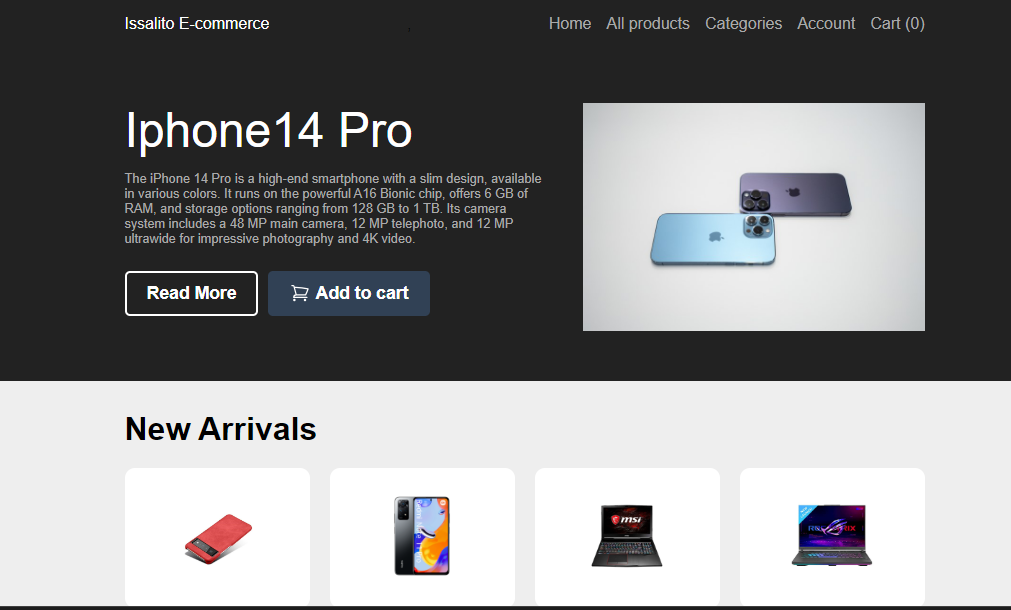 Issalito E-commerce
Home All products Categories Account Cart (0)
Iphone14 Pro
The iPhone 14 Pro is a high-end smartphone with a slim design, available
in various colors. It runs on the powerful A16 Bionic chip, offers 6 GB of
RAM, and storage options ranging from 128 GB to 1 TB. Its camera
system includes a 48 MP main camera, 12 MP telephoto, and 12 MP
ultrawide for impressive photography and 4K video.
Read More Add to cart
New Arrivals
msi